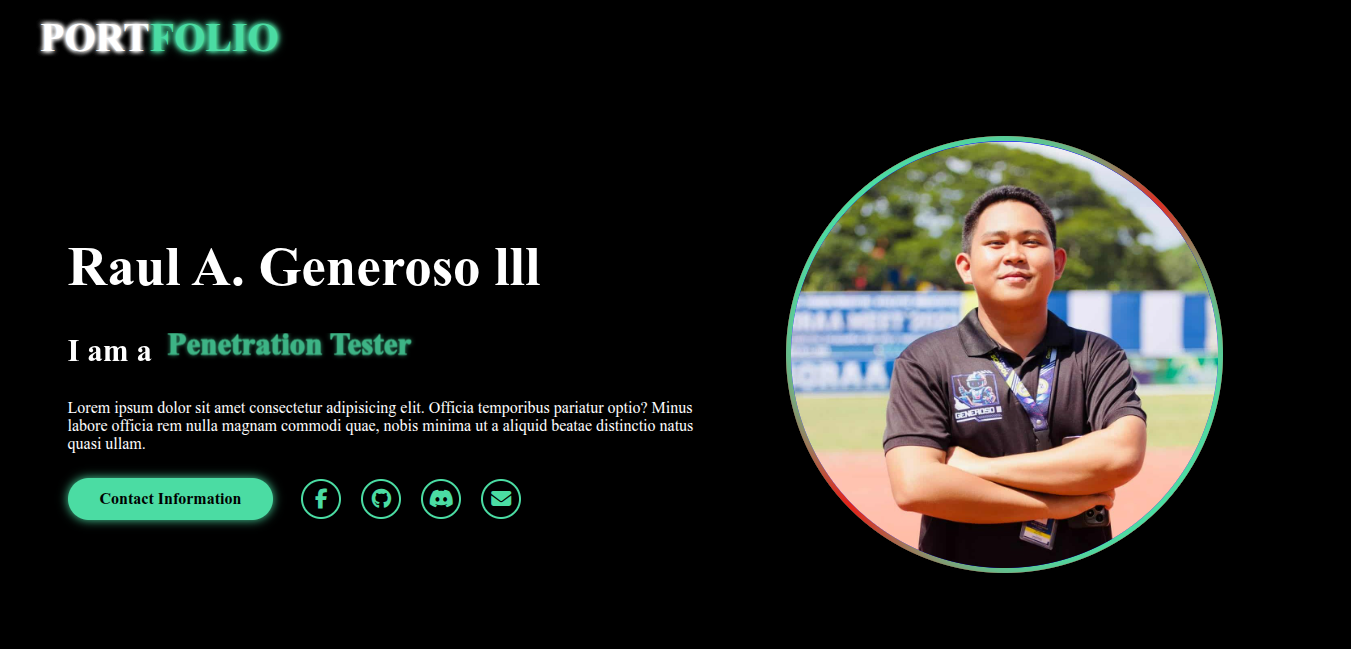 PORTFOLIO
Raul A. Generoso lll
I am a Penetration Tester
Lorem ipsum dolor sit amet consectetur adipisicing elit. Officia temporibus pariatur optio? Minus
labore officia rem nulla magnam commodi quae, nobis minima ut a aliquid beatae distinctio natus
quasi ullam.
Contact Information
GENEROSO III